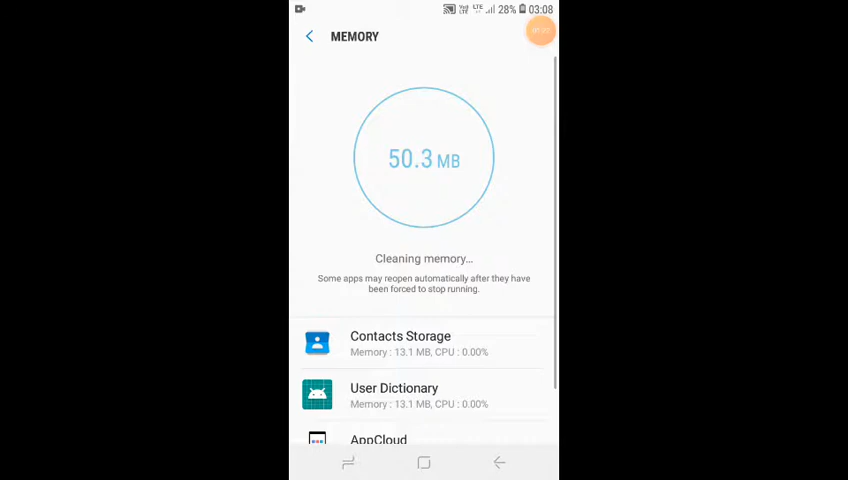 28% 03:08
MEMORY
50.3 MB
Cleaning memory...
Some apps may reopen automatically after they have
been forced to stop running.
Contacts Storage
Memory : 13.1 MB, CPU : 0.00%
User Dictionary
Memory : 13.1 MB, CPU : 0.00%
AppCloud